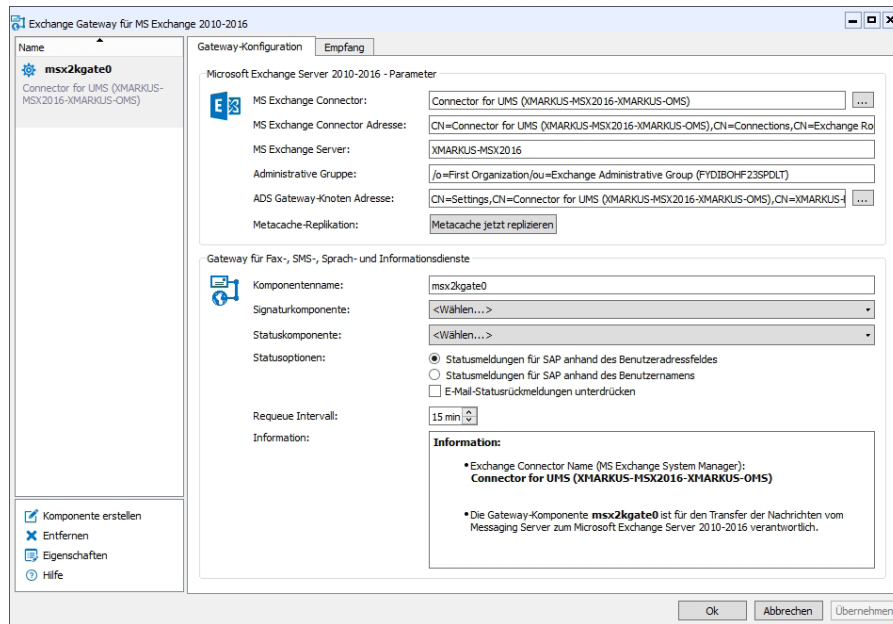 Exchange Gateway für MS Exchange 2010-2016
Name
msx2kgate0
Connector for UMS (XMARKUS-
MSX2016-XMARKUS-OMS)
Komponente erstellen
Entfernen
Eigenschaften
Hilfe
Gateway-Konfiguration
Empfang
Microsoft Exchange Server 2010-2016 - Parameter
MS Exchange Connector: Connector for UMS (XMARKUS-MSX2016-XMARKUS-OMS) ...
MS Exchange Connector Adresse: CN=Connector for UMS (XMARKUS-MSX2016-XMARKUS-OMS),CN=Connections,CN=Exchange Ro
MS Exchange Server: XMARKUS-MSX2016
Administrative Gruppe: /o=First Organization/ou=Exchange Administrative Group (FYDIBOHF23SPDLT)
ADS Gateway-Knoten Adresse: CN=Settings,CN=Connector for UMS (XMARKUS-MSX2016-XMARKUS-OMS),CN=XMARKUS- ...
Metacache-Replikation: Metacache jetzt replizieren
Gateway für Fax-, SMS-, Sprach- und Informationsdienste
Komponentenname: msx2kgate0
Signaturkomponente: <Wählen...>
Statuskomponente: <Wählen...>
Statusoptionen: Statusmeldungen für SAP anhand des Benutzeradressfeldes
Statusmeldungen für SAP anhand des Benutzernamens
E-Mail-Statusrückmeldungen unterdrücken
Requeue Intervall: 15 min
Information:
Information:
•Exchange Connector Name (MS Exchange System Manager):
Connector for UMS (XMARKUS-MSX2016-XMARKUS-OMS)
•Die Gateway-Komponente msx2kgate0 ist für den Transfer der Nachrichten vom
Messaging Server zum Microsoft Exchange Server 2010-2016 verantwortlich.
Ok
Abbrechen
Übernehmen